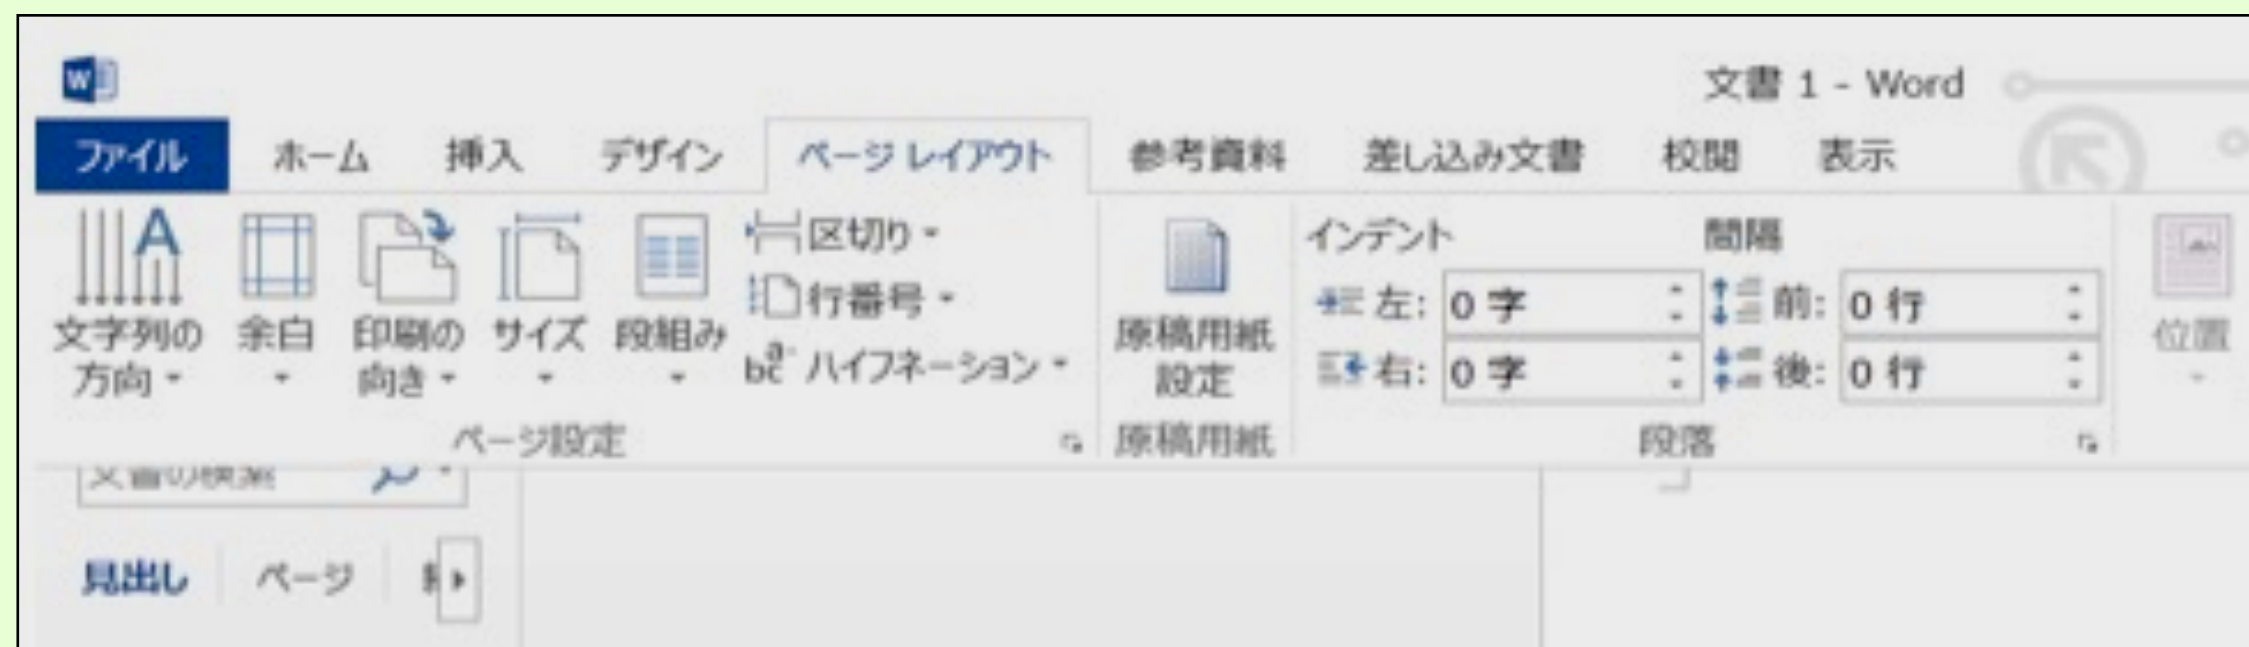 文書 1 - Word
ファイル ホーム 挿入 デザイン ページ レイアウト 参考資料 差し込み文書 校閲 表示
文字列の方向
余白
印刷の向き
サイズ
段組み
区切り
行番号
ハイフネーション
ページ設定
原稿用紙
設定
原稿用紙
インデント 間隔
左: 0 字 前: 0 行
右: 0 字 後: 0 行
段落
位置
文書の検索
見出し ページ